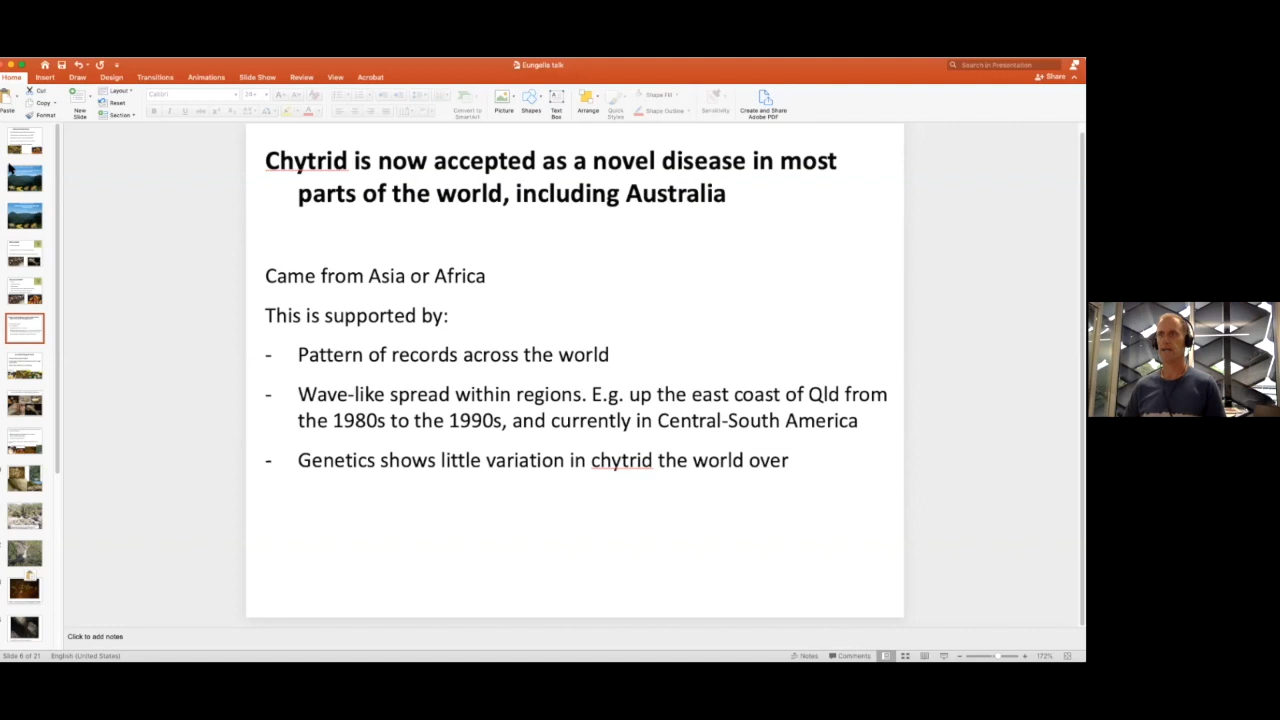 Eungella talk
Search in Presentation
Home Insert Draw Design Transitions Animations Slide Show Review View Acrobat
Share
Paste
Cut
Copy
Format
New Slide
Layout
Reset
Section
Calibri 24
Convert to SmartArt
Picture
Shapes
Text Box
Arrange
Quick Styles
Shape Fill
Shape Outline
Sensitivity
Create and Share Adobe PDF
Chytrid is now accepted as a novel disease in most
parts of the world, including Australia
Came from Asia or Africa
This is supported by:
- Pattern of records across the world
- Wave-like spread within regions. E.g. up the east coast of Qld from
the 1980s to the 1990s, and currently in Central-South America
- Genetics shows little variation in chytrid the world over
Click to add notes
Slide 6 of 21 English (United States) Notes Comments 172%